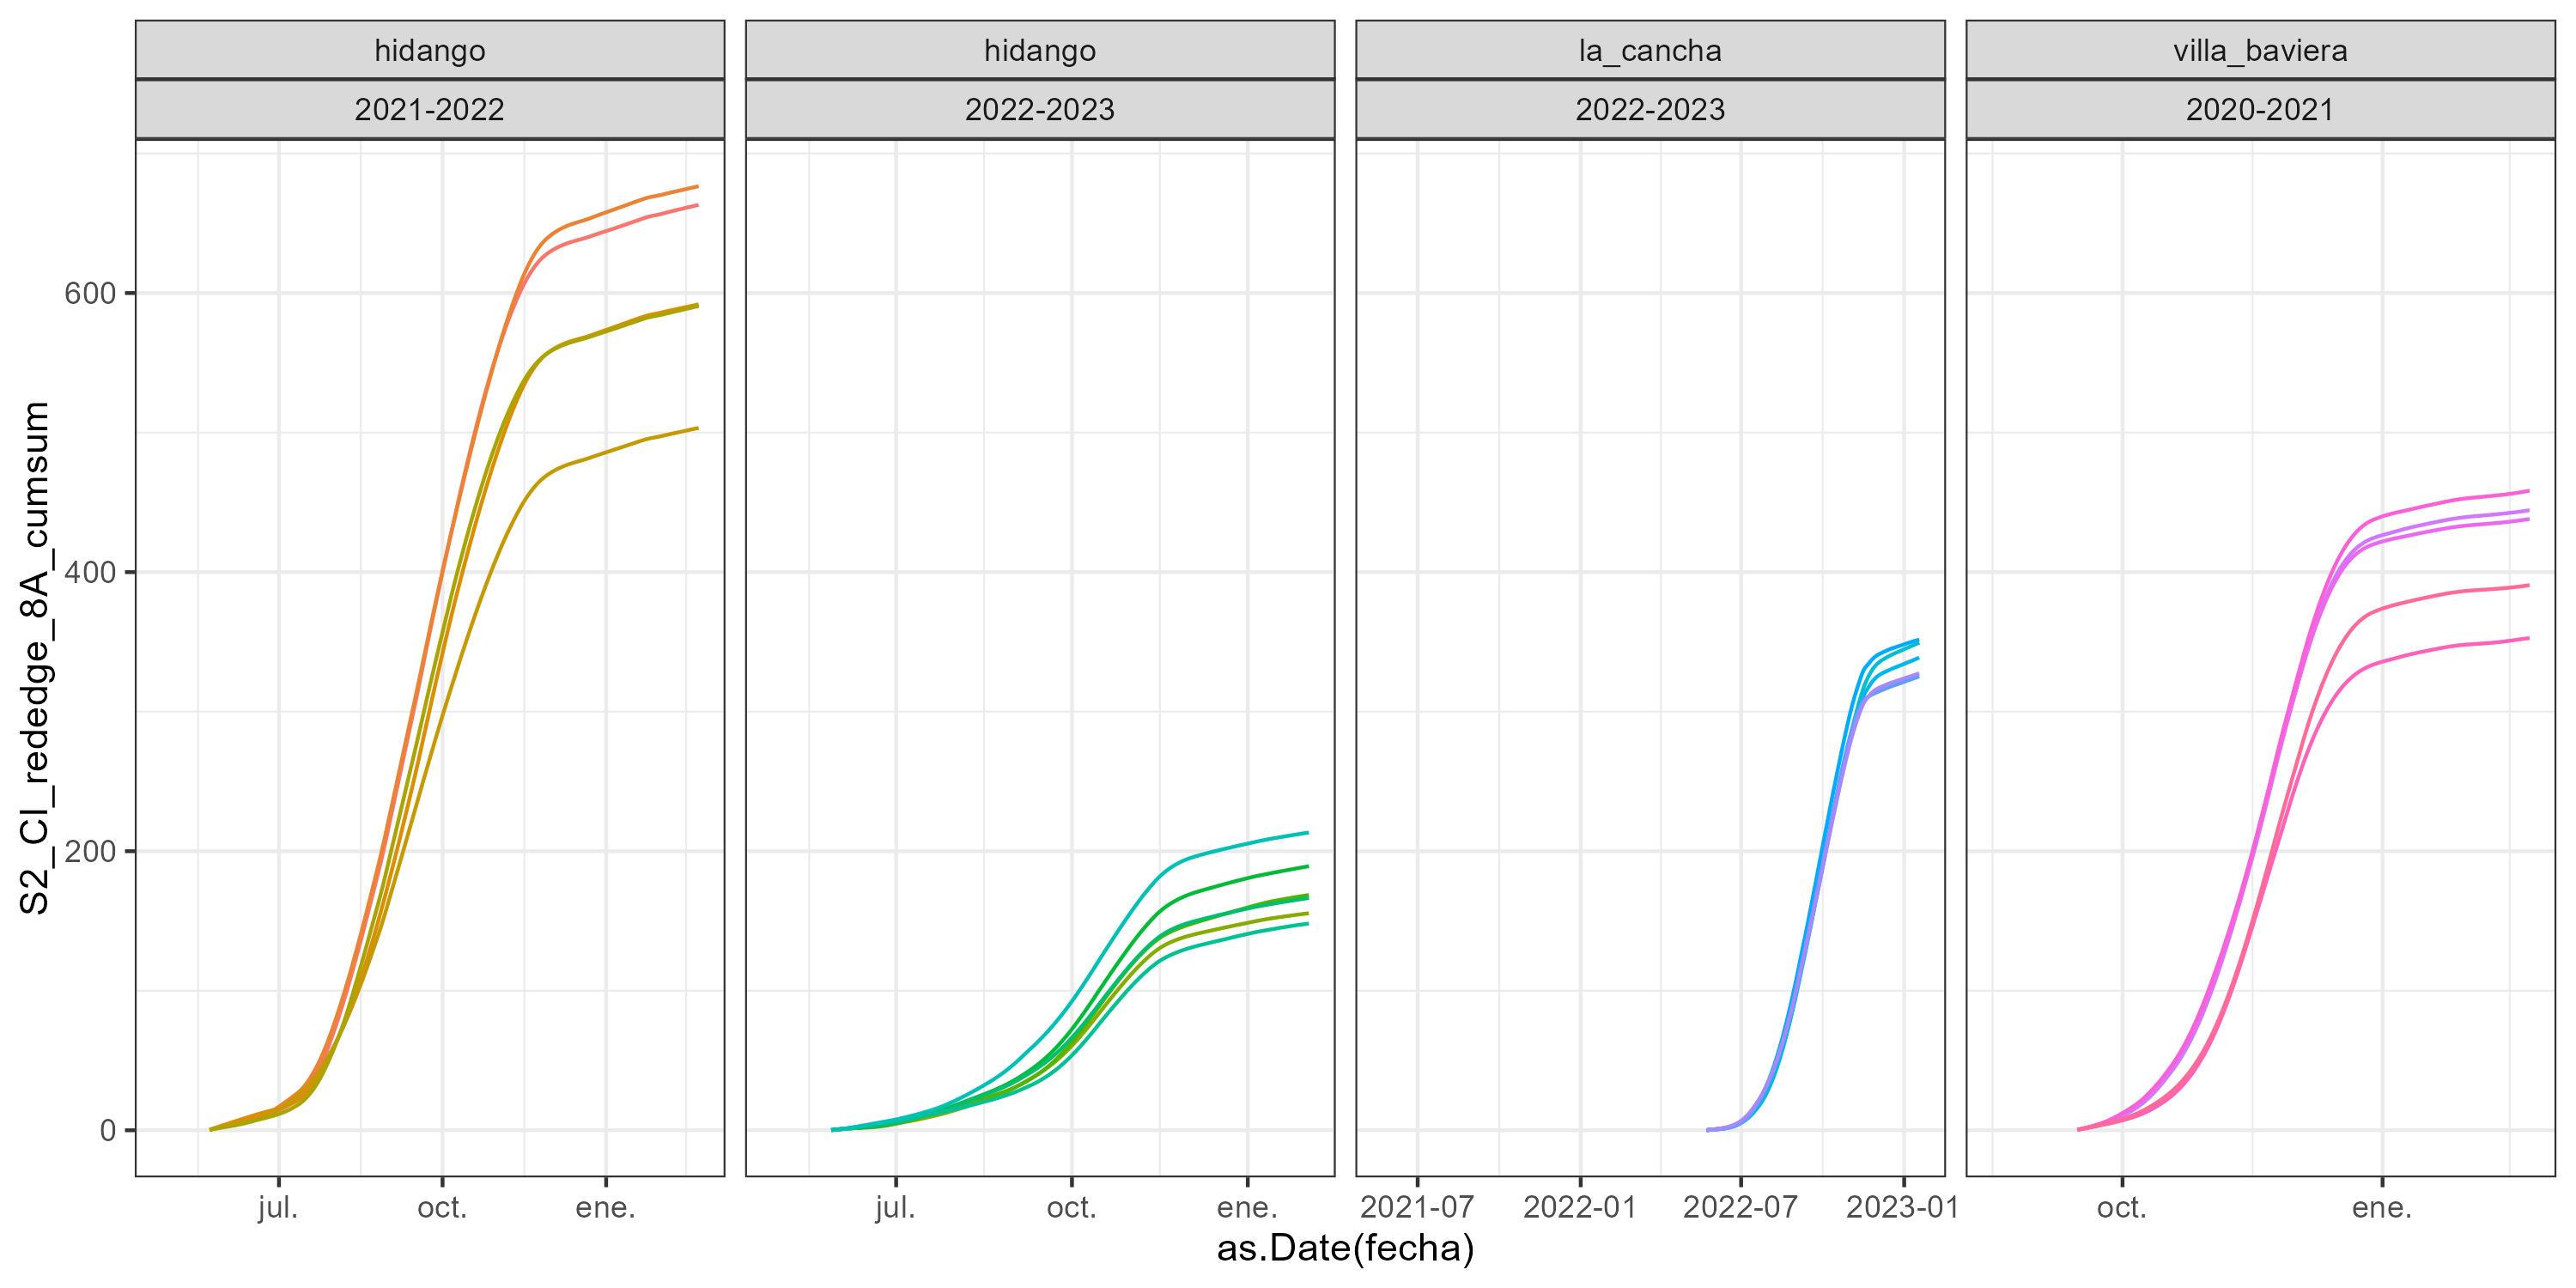 hidango
hidango
la_cancha
villa_baviera
2021-2022
2022-2023
2022-2023
2020-2021
S2_CI_rededge_8A_cumsum
600
400
200
0
jul.
oct.
ene.
jul.
oct.
ene.
2021-07
2022-01
2022-07
2023-01
oct.
ene.
as.Date(fecha)